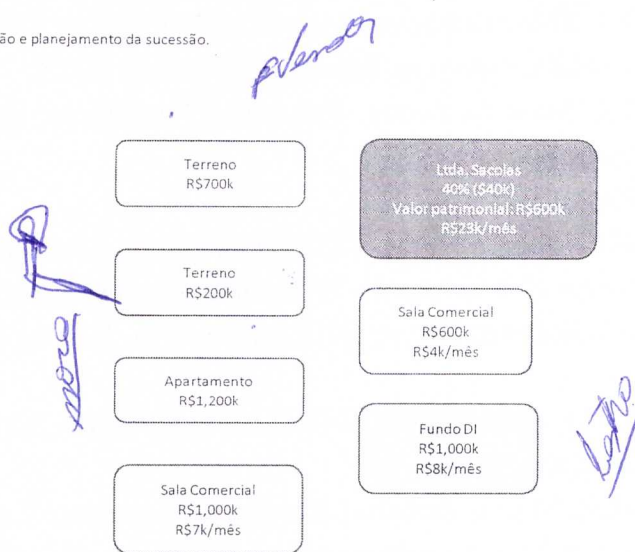 ão e planejamento da sucessão.
Terreno
R$700k
Ltda. Sacolas
40% ($40k)
Valor patrimonial: R$600k
R$23k/mês
Terreno
R$200k
Sala Comercial
R$600k
R$4k/mês
Apartamento
R$1,200k
Fundo DI
R$1,000k
R$8k/mês
Sala Comercial
R$1,000k
R$7k/mês